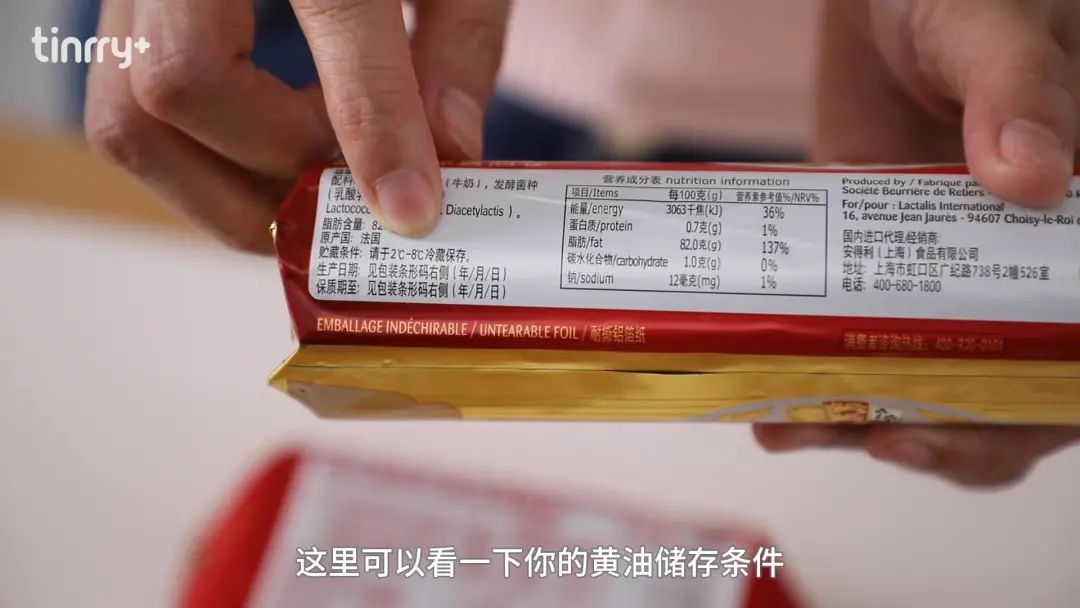 tinrry+
配料 (牛奶)，发酵菌种
(乳酸
Lactococ Diacetylactis）。
脂肪含量: 82
原产国: 法国
贮藏条件: 请于2℃-8℃冷藏保存。
生产日期: 见包装条形码右侧 (年/月/日)
保质期至: 见包装条形码右侧 (年/月/日)
营养成分表 nutrition information
项目/Items 每100克(g) 营养素参考值%/NRV%
能量/energy 3063千焦(kJ) 36%
蛋白质/protein 0.7克(g) 1%
脂肪/fat 82.0克(g) 137%
碳水化合物/carbohydrate 1.0克(g) 0%
钠/sodium 12毫克(mg) 1%
Produced by / Fabriqué pa
Société Beurrière de Retiers
For/pour : Lactalis International
16, avenue Jean Jaurès - 94607 Choisy-le-Roi
国内进口代理/经销商:
安得利（上海）食品有限公司
地址: 上海市虹口区广纪路738号2幢526室
电话: 400-680-1800
EMBALLAGE INDÉCHIRABLE / UNTEARABLE FOIL / 耐撕铝箔纸
消费者咨询热线: 400-920-0101
这里可以看一下你的黄油储存条件